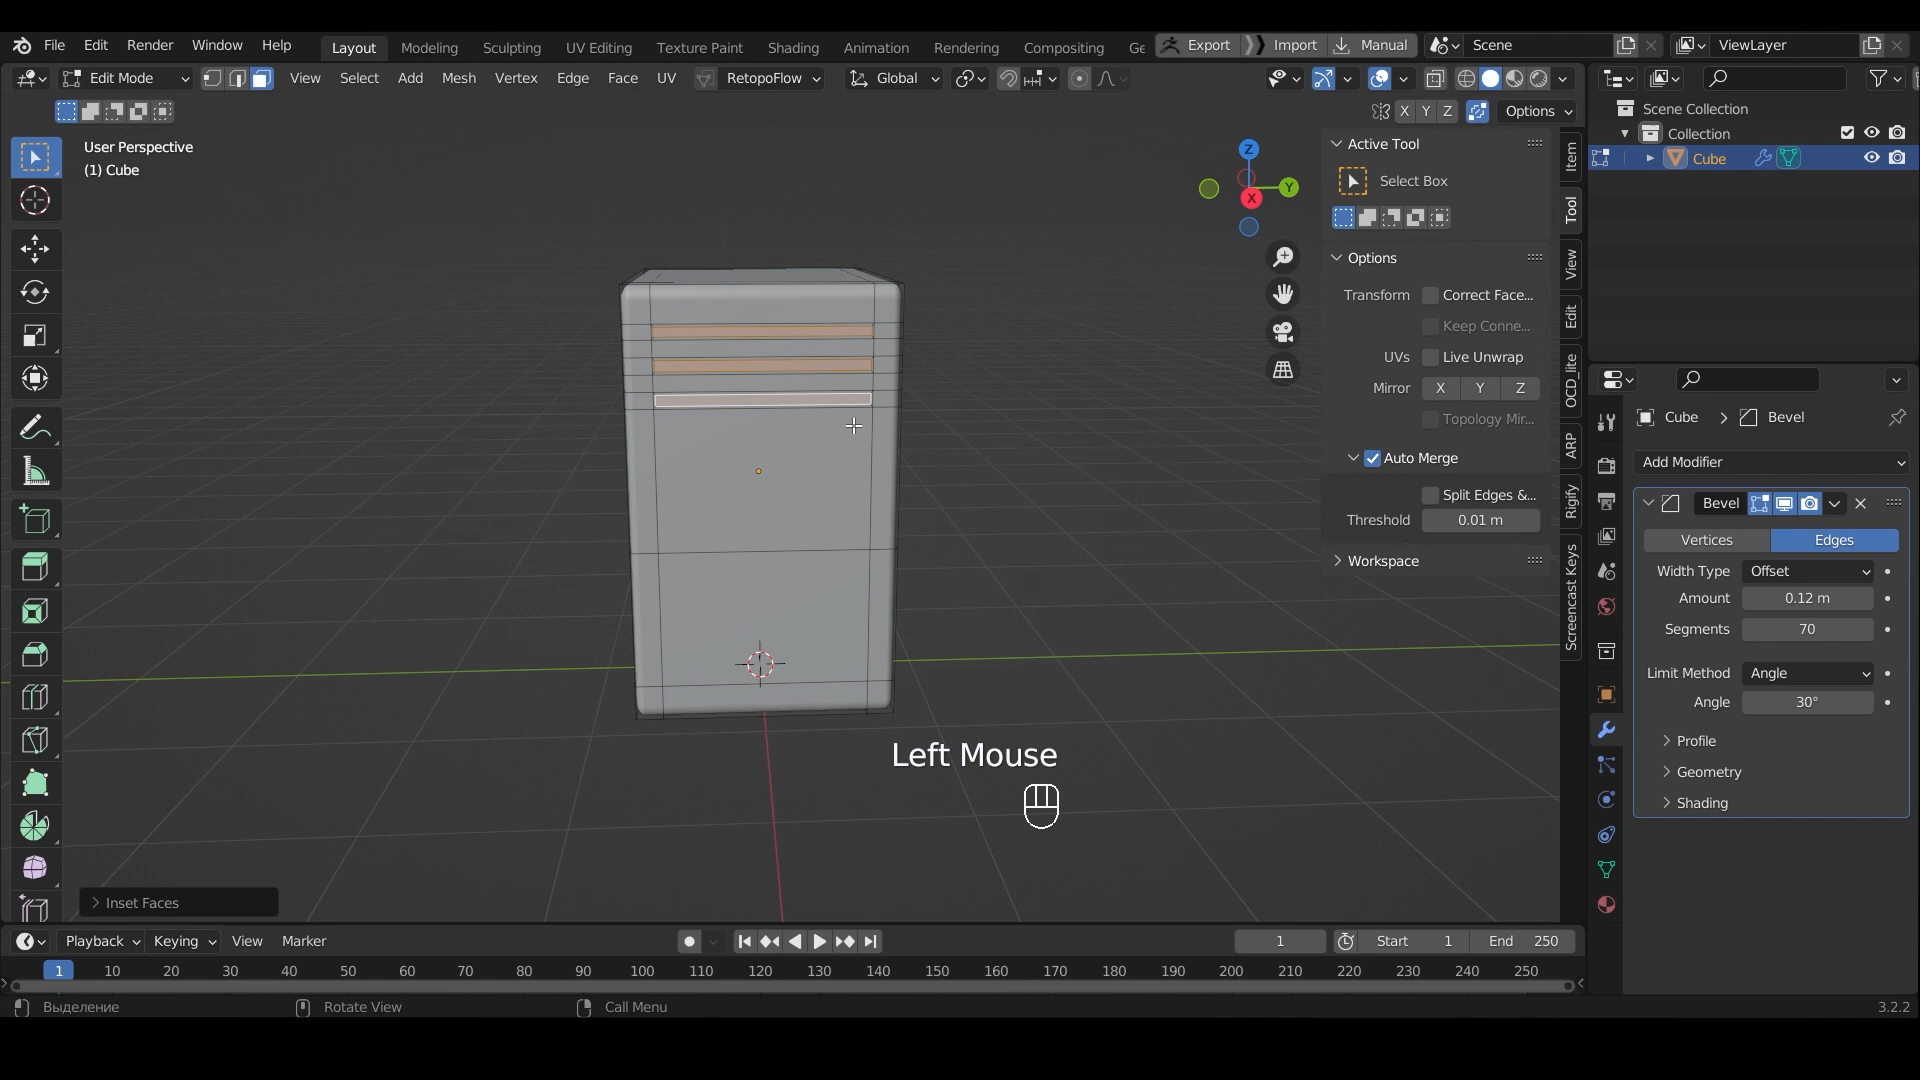 File Edit Render Window Help Layout Modeling Sculpting UV Editing Texture Paint Shading Animation Rendering Compositing Ge Export Import Manual Scene ViewLayer
Edit Mode View Select Add Mesh Vertex Edge Face UV RetopoFlow Global
X Y Z Options
User Perspective
(1) Cube
Z
Y
X
Active Tool
Select Box
Options
Transform Correct Face...
Keep Conne...
UVs Live Unwrap
Mirror X Y Z
Topology Mir...
Auto Merge
Split Edges &...
Threshold 0.01 m
Workspace
Item
Tool
View
Edit
OCD_lite
ARP
Rigify
Screencast Keys
Scene Collection
Collection
Cube
Cube > Bevel
Add Modifier
Bevel
Vertices Edges
Width Type Offset
Amount 0.12 m
Segments 70
Limit Method Angle
Angle 30°
Profile
Geometry
Shading
Left Mouse
Inset Faces
Playback Keying View Marker 1 Start 1 End 250
1 10 20 30 40 50 60 70 80 90 100 110 120 130 140 150 160 170 180 190 200 210 220 230 240 250
Выделение Rotate View Call Menu 3.2.2